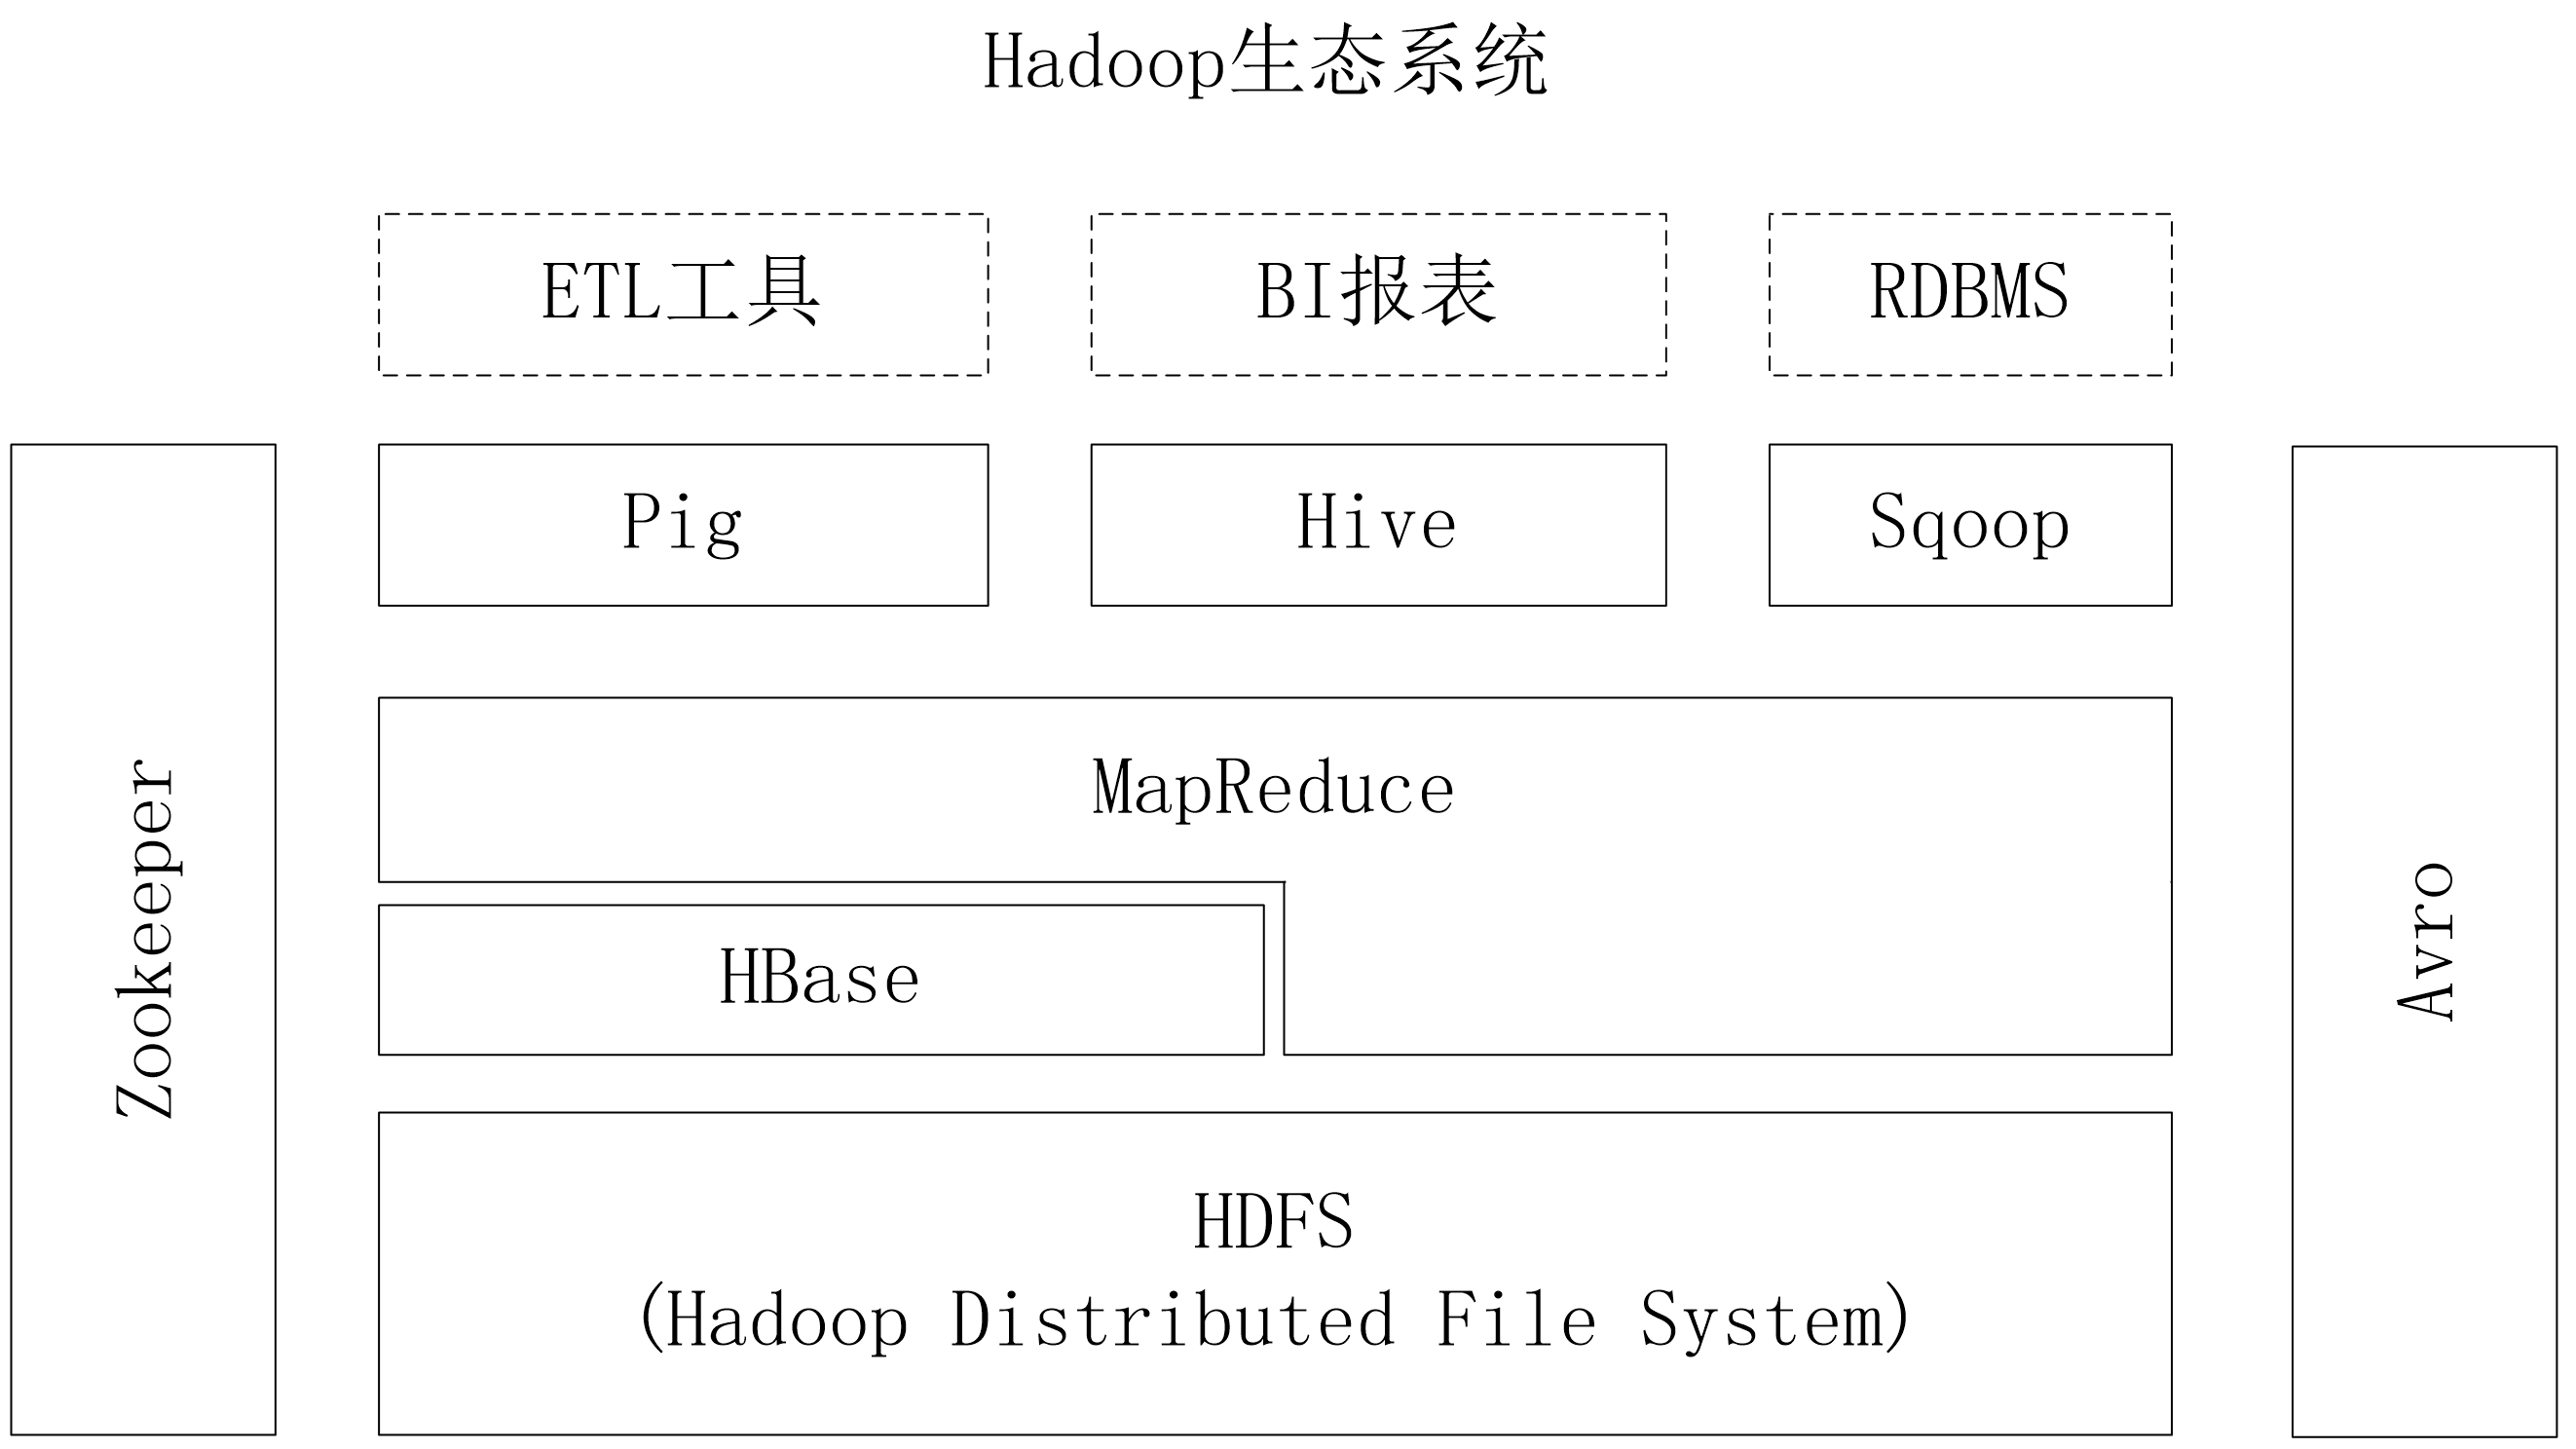 Hadoop生态系统
ETL工具
BI报表
RDBMS
Pig
Hive
Sqoop
Zookeeper
MapReduce
HBase
Avro
HDFS
(Hadoop Distributed File System)